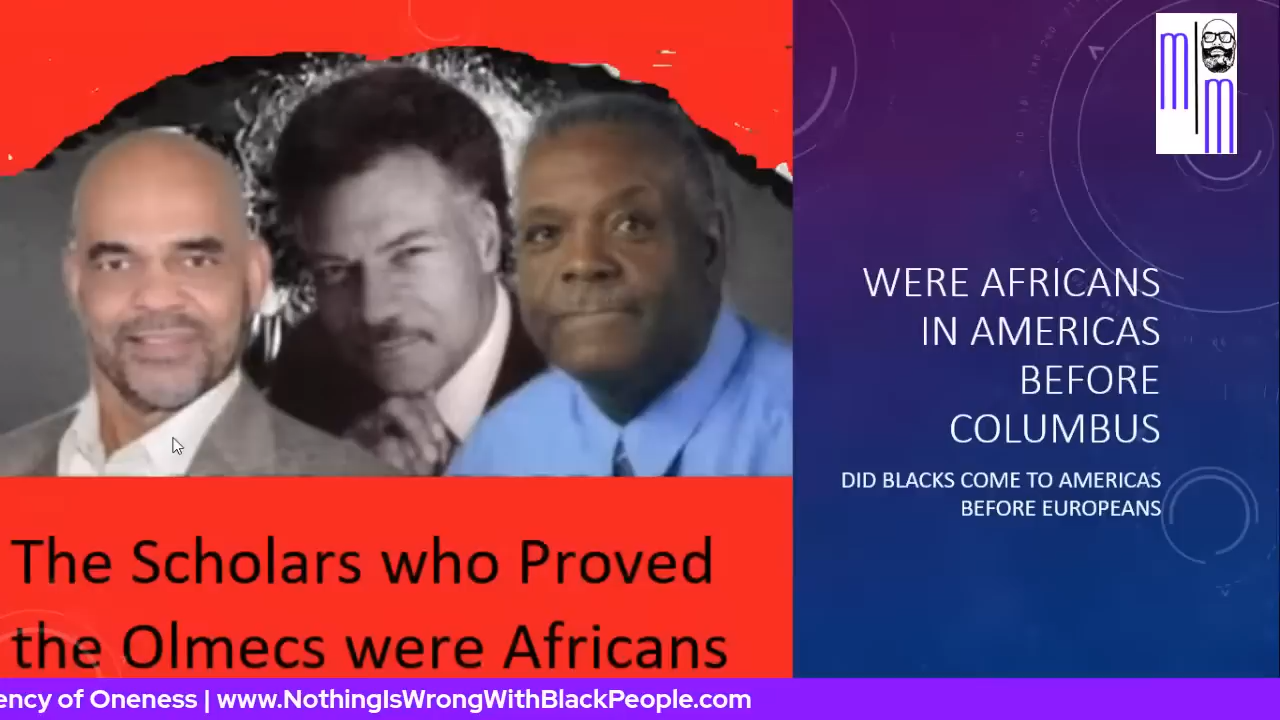 The Scholars who Proved
the Olmecs were Africans
WERE AFRICANS
IN AMERICAS
BEFORE
COLUMBUS
DID BLACKS COME TO AMERICAS
BEFORE EUROPEANS
m
m
ency of Oneness | www.NothingIsWrongWithBlackPeople.com